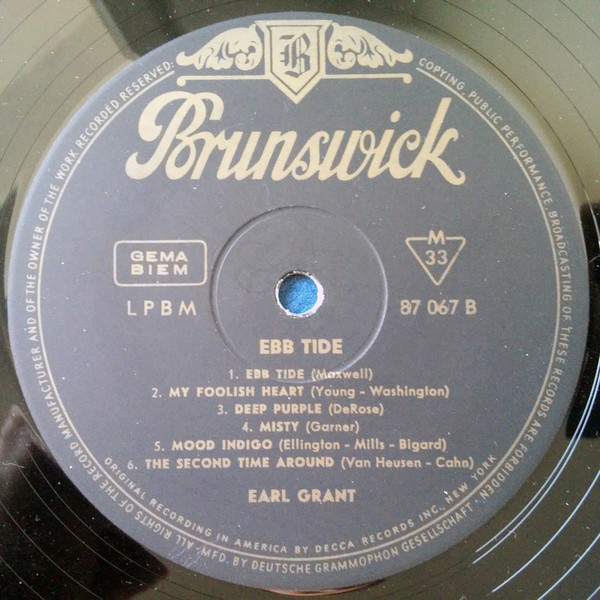 B
Brunswick
GEMA
BIEM
M
33
LPBM
87 067 B
EBB TIDE
1. EBB TIDE (Maxwell)
2. MY FOOLISH HEART (Young - Washington)
3. DEEP PURPLE (DeRose)
4. MISTY (Garner)
5. MOOD INDIGO (Ellington - Mills - Bigard)
6. THE SECOND TIME AROUND (Van Heusen - Cahn)
EARL GRANT
ORIGINAL RECORDING IN AMERICA BY DECCA RECORDS INC., NEW YORK
ALL RIGHTS OF THE RECORD MANUFACTURER AND OF THE OWNER OF THE WORK RECORDED RESERVED:
COPYING, PUBLIC PERFORMANCE, BROADCASTING OF THESE RECORDS ARE FORBIDDEN.
MFD. BY DEUTSCHE GRAMMOPHON GESELLSCHAFT